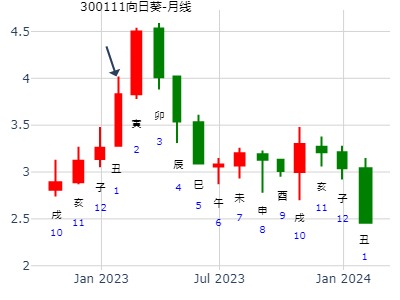 300111向日葵-月线
4.5
4
3.5
3
2.5
2
戌
10
亥
11
子
12
丑
1
寅
2
卯
3
辰
4
巳
5
午
6
未
7
申
8
酉
9
戌
10
亥
11
子
12
丑
1
Jan 2023
Jul 2023
Jan 2024